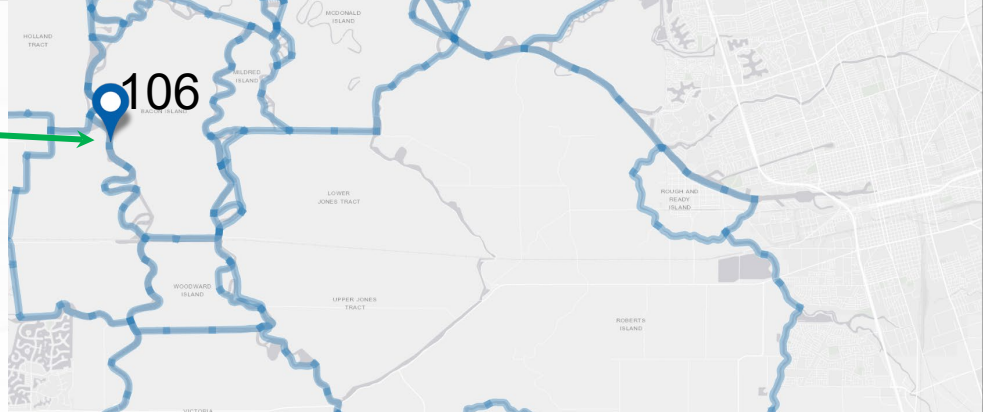 MCDONALD
ISLAND
HOLLAND
TRACT
MILDRED
ISLAND
106
BACON ISLAND
LOWER
JONES TRACT
ROUGH AND
READY
ISLAND
WOODWARD
ISLAND
UPPER JONES
TRACT
ROBERTS
ISLAND
VICTORIA